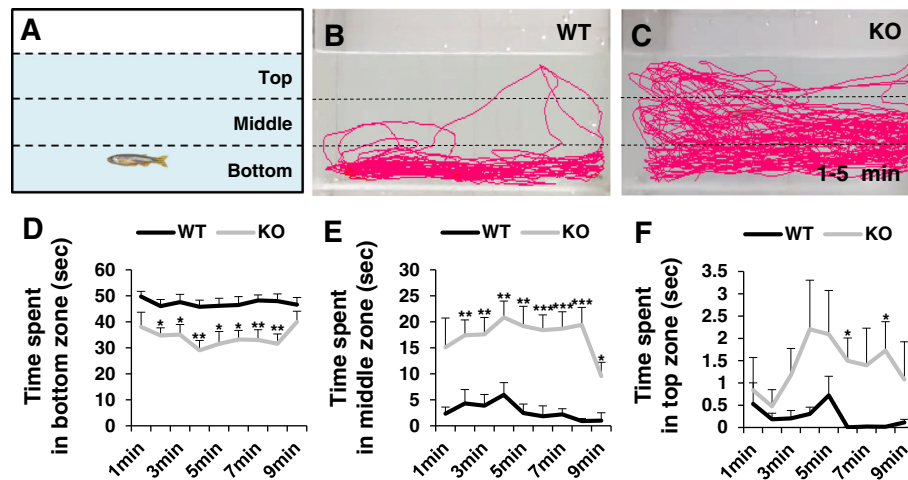 A
Top
Middle
Bottom
B
WT
C
KO
1-5 min
D
WT KO
Time spent
in bottom zone (sec)
60
50
40
30
20
10
0
* * ** * * ** **
1min 3min 5min 7min 9min
E
WT KO
Time spent
in middle zone (sec)
30
25
20
15
10
5
0
** ** ** ** *** *** *** *
1min 3min 5min 7min 9min
F
WT KO
Time spent
in top zone (sec)
3.5
3
2.5
2
1.5
1
0.5
0
* *
1min 3min 5min 7min 9min